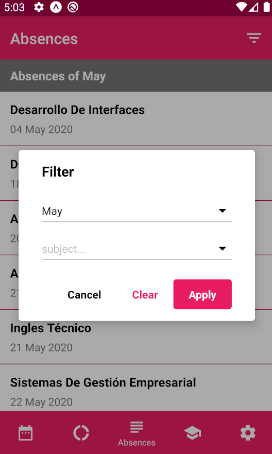 5:03
Absences
Absences of May
Desarrollo De Interfaces
04 May 2020
D
18
Filter
May
subject...
A
A
Cancel
Clear
Apply
Ingles Técnico
21 May 2020
Sistemas De Gestión Empresarial
22 May 2020
Absences